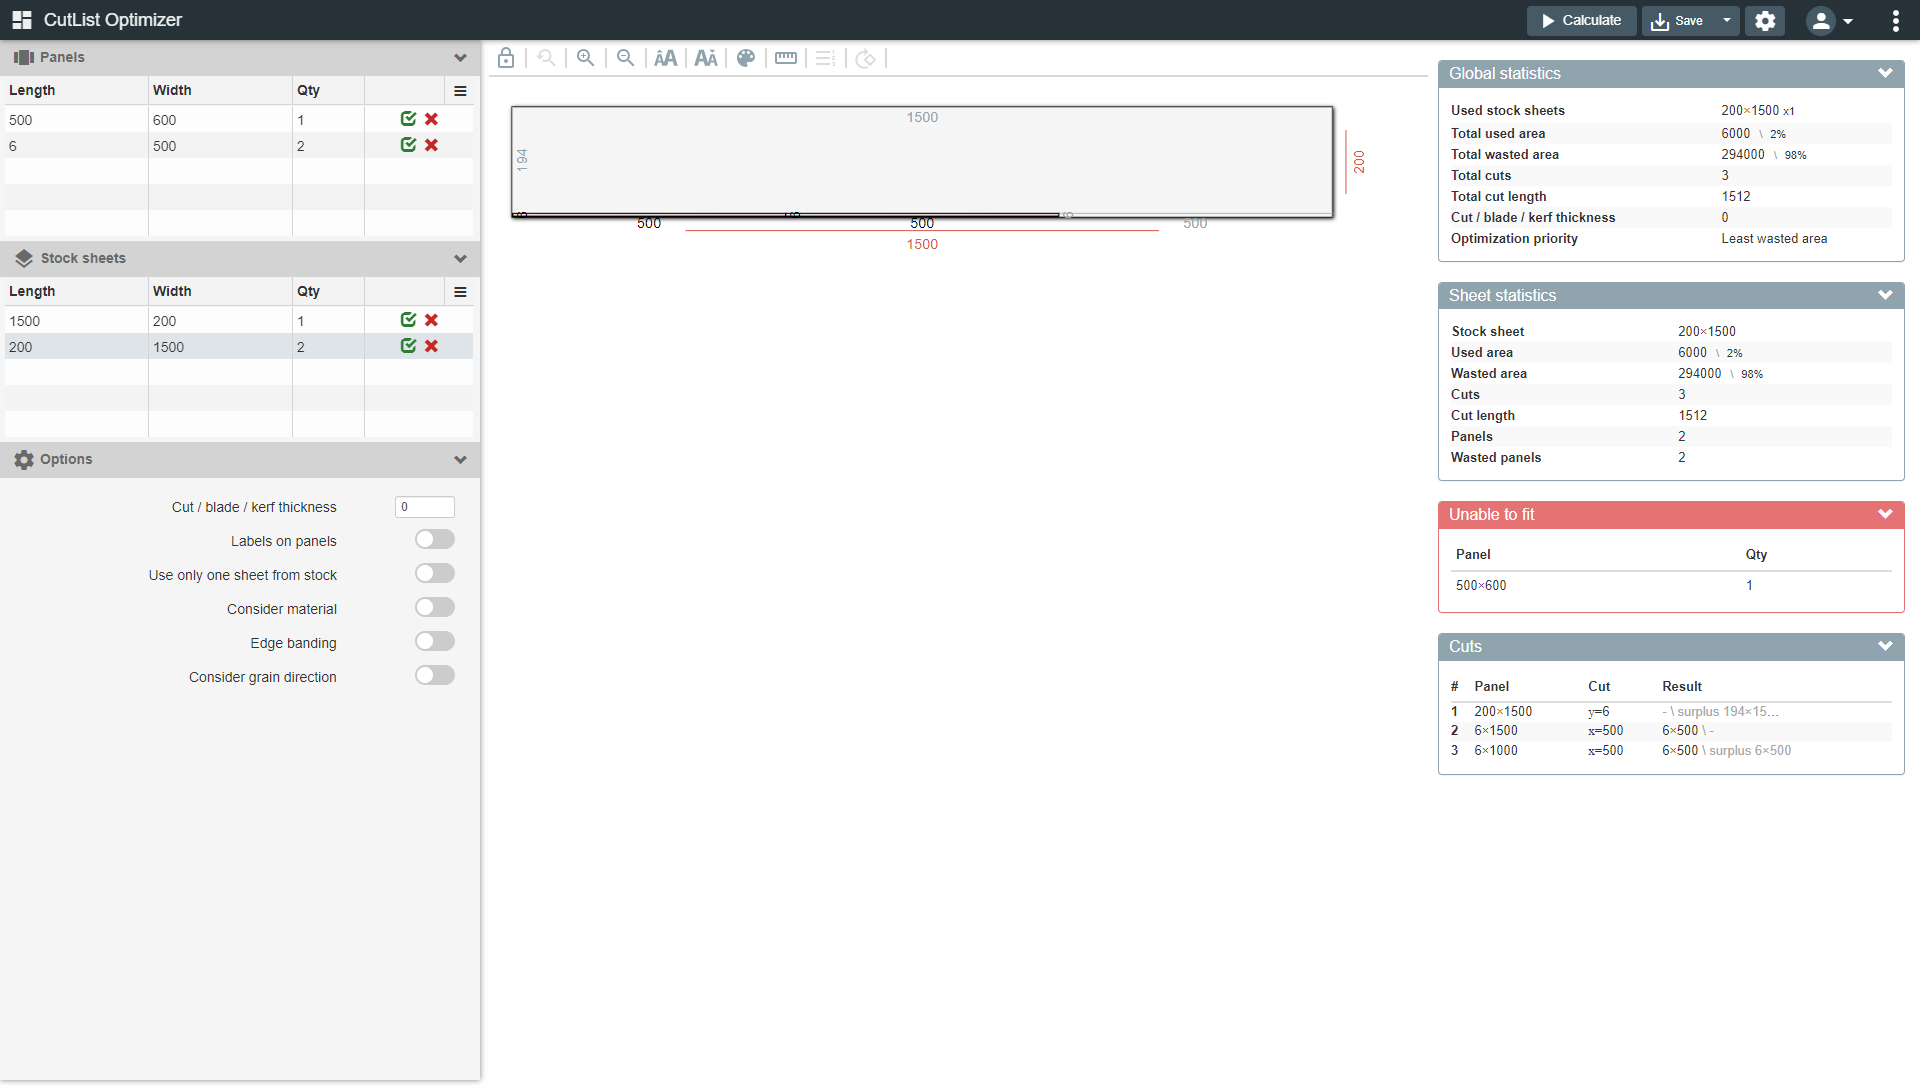 CutList Optimizer
Calculate
Save
Panels
Length Width Qty
500 600 1
6 500 2
Stock sheets
Length Width Qty
1500 200 1
200 1500 2
Options
Cut / blade / kerf thickness 0
Labels on panels
Use only one sheet from stock
Consider material
Edge banding
Consider grain direction
1500
194
200
6 6 6
500 500 500
1500
Global statistics
Used stock sheets 200×1500 x1
Total used area 6000 \ 2%
Total wasted area 294000 \ 98%
Total cuts 3
Total cut length 1512
Cut / blade / kerf thickness 0
Optimization priority Least wasted area
Sheet statistics
Stock sheet 200×1500
Used area 6000 \ 2%
Wasted area 294000 \ 98%
Cuts 3
Cut length 1512
Panels 2
Wasted panels 2
Unable to fit
Panel Qty
500×600 1
Cuts
# Panel Cut Result
1 200×1500 y=6 - \ surplus 194×15...
2 6×1500 x=500 6×500 \ -
3 6×1000 x=500 6×500 \ surplus 6×500